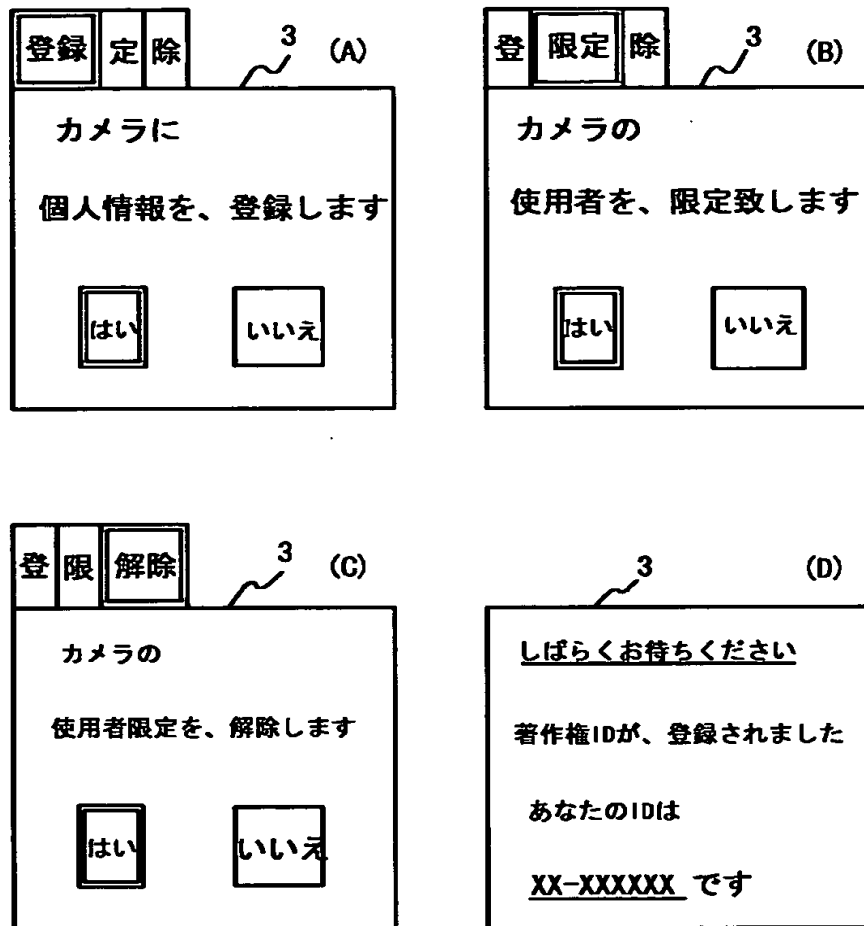 登録 定 除 3 (A)
カメラに
個人情報を、登録します
はい いいえ
登 限定 除 3 (B)
カメラの
使用者を、限定致します
はい いいえ
登 限 解除 3 (C)
カメラの
使用者限定を、解除します
はい いいえ
3 (D)
しばらくお待ちください
著作権IDが、登録されました
あなたのIDは
XX-XXXXXX です